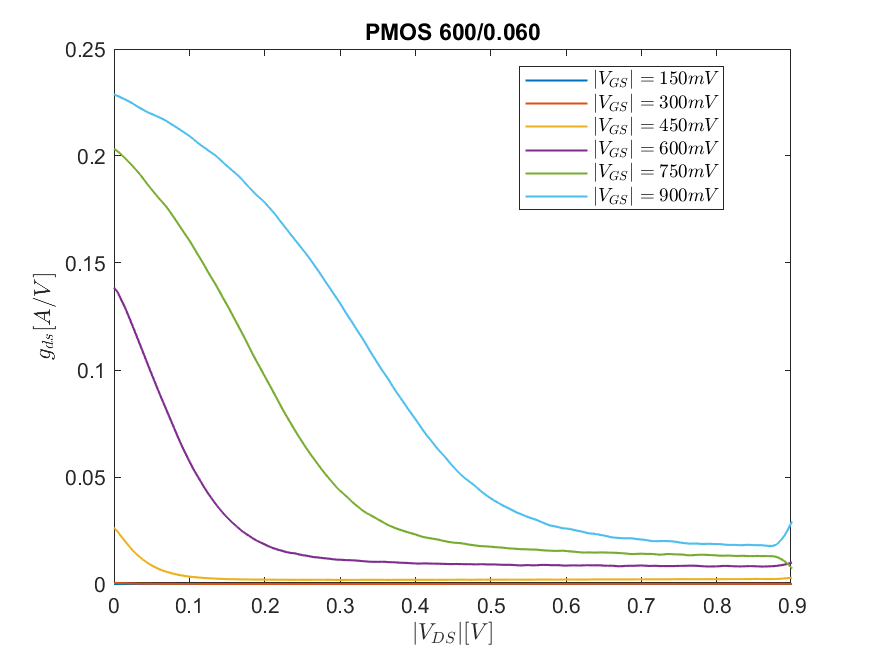 PMOS 600/0.060
0.25
0.2
0.15
0.1
0.05
0
g_{ds}[A/V]
|V_{GS}| = 150mV
|V_{GS}| = 300mV
|V_{GS}| = 450mV
|V_{GS}| = 600mV
|V_{GS}| = 750mV
|V_{GS}| = 900mV
0 0.1 0.2 0.3 0.4 0.5 0.6 0.7 0.8 0.9
|V_{DS}|[V]